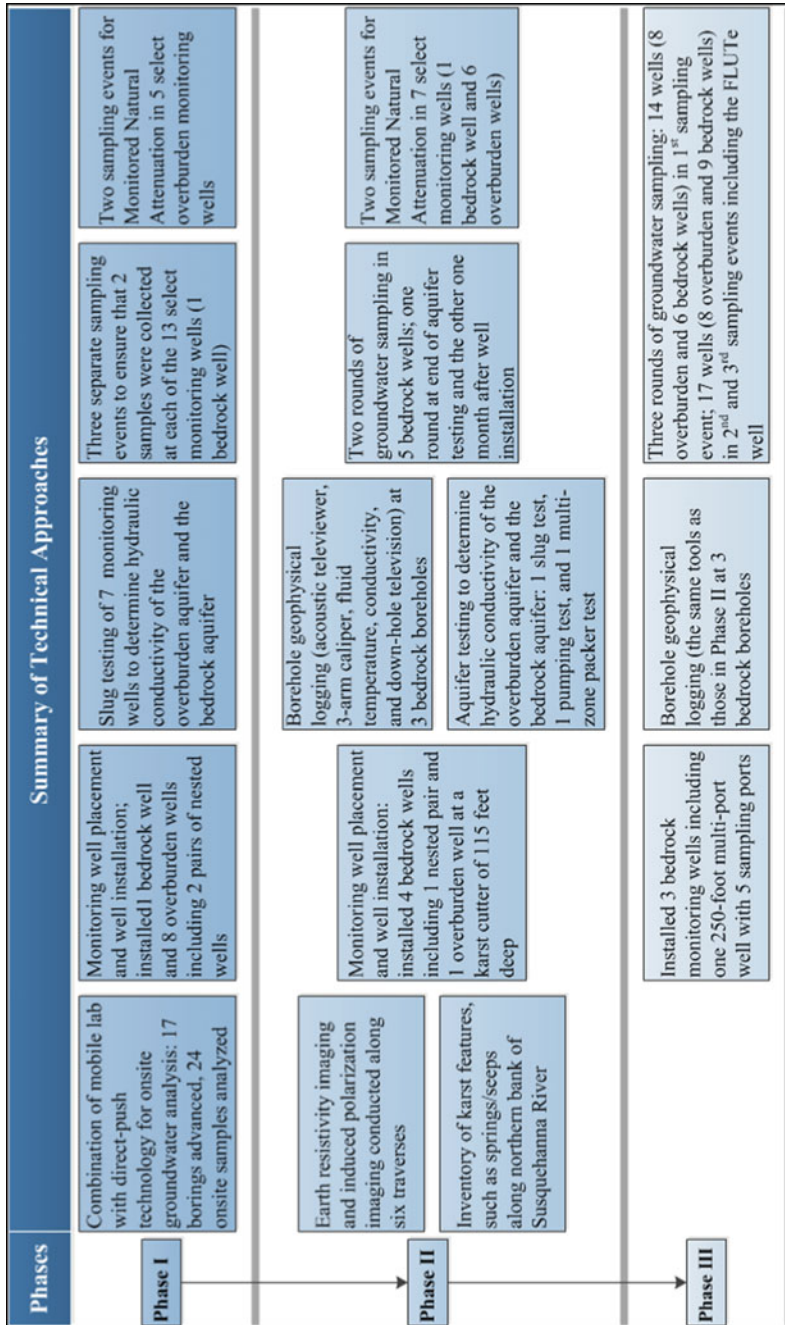 Phases
Summary of Technical Approaches
Phase I
Combination of mobile lab
with direct-push
technology for onsite
groundwater analysis: 17
borings advanced, 24
onsite samples analyzed
Monitoring well placement
and well installation;
installed1 bedrock well
and 8 overburden wells
including 2 pairs of nested
wells
Slug testing of 7 monitoring
wells to determine hydraulic
conductivity of the
overburden aquifer and the
bedrock aquifer
Three separate sampling
events to ensure that 2
samples were collected
at each of the 13 select
monitoring wells (1
bedrock well)
Two sampling events for
Monitored Natural
Attenuation in 5 select
overburden monitoring
wells
Phase II
Earth resistivity imaging
and induced polarization
imaging conducted along
six traverses
Inventory of karst features,
such as springs/seeps
along northern bank of
Susquehanna River
Monitoring well placement
and well installation:
installed 4 bedrock wells
including 1 nested pair and
1 overburden well at a
karst cutter of 115 feet
deep
Borehole geophysical
logging (acoustic televiewer,
3-arm caliper, fluid
temperature, conductivity,
and down-hole television) at
3 bedrock boreholes
Aquifer testing to determine
hydraulic conductivity of the
overburden aquifer and the
bedrock aquifer: 1 slug test,
1 pumping test, and 1 multi-
zone packer test
Two rounds of
groundwater sampling in
5 bedrock wells; one
round at end of aquifer
testing and the other one
month after well
installation
Two sampling events for
Monitored Natural
Attenuation in 7 select
monitoring wells (1
bedrock well and 6
overburden wells)
Phase III
Installed 3 bedrock
monitoring wells including
one 250-foot multi-port
well with 5 sampling ports
Borehole geophysical
logging (the same tools as
those in Phase II at 3
bedrock boreholes
Three rounds of groundwater sampling: 14 wells (8
overburden and 6 bedrock wells) in 1st sampling
event; 17 wells (8 overburden and 9 bedrock wells)
in 2nd and 3rd sampling events including the FLUTe
well